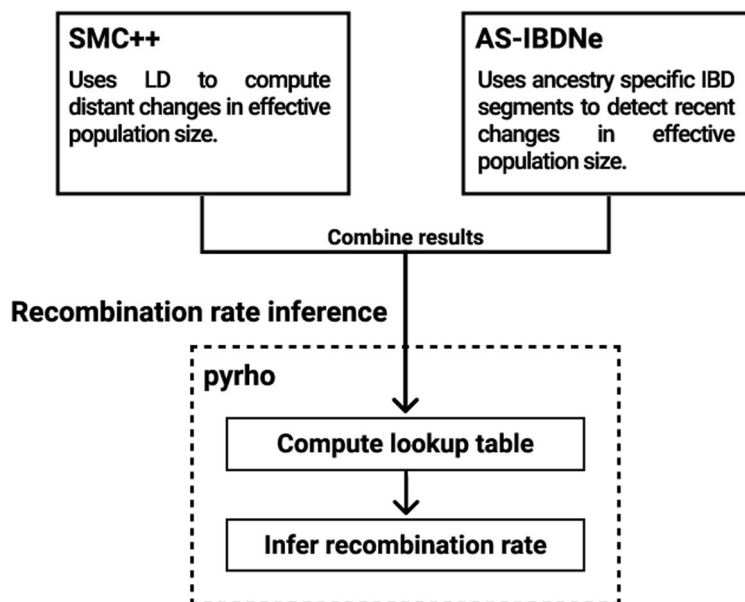 SMC++
Uses LD to compute
distant changes in effective
population size.
AS-IBDNe
Uses ancestry specific IBD
segments to detect recent
changes in effective
population size.
Combine results
Recombination rate inference
pyrho
Compute lookup table
Infer recombination rate